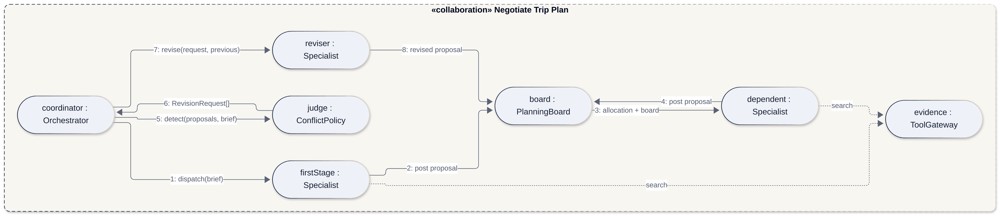 «collaboration» Negotiate Trip Plan
reviser :
Specialist
7: revise(request, previous)
8: revised proposal
coordinator :
Orchestrator
6: RevisionRequest[]
5: detect(proposals, brief)
judge :
ConflictPolicy
board :
PlanningBoard
4: post proposal
3: allocation + board
dependent :
Specialist
search
evidence :
ToolGateway
1: dispatch(brief)
firstStage :
Specialist
2: post proposal
search